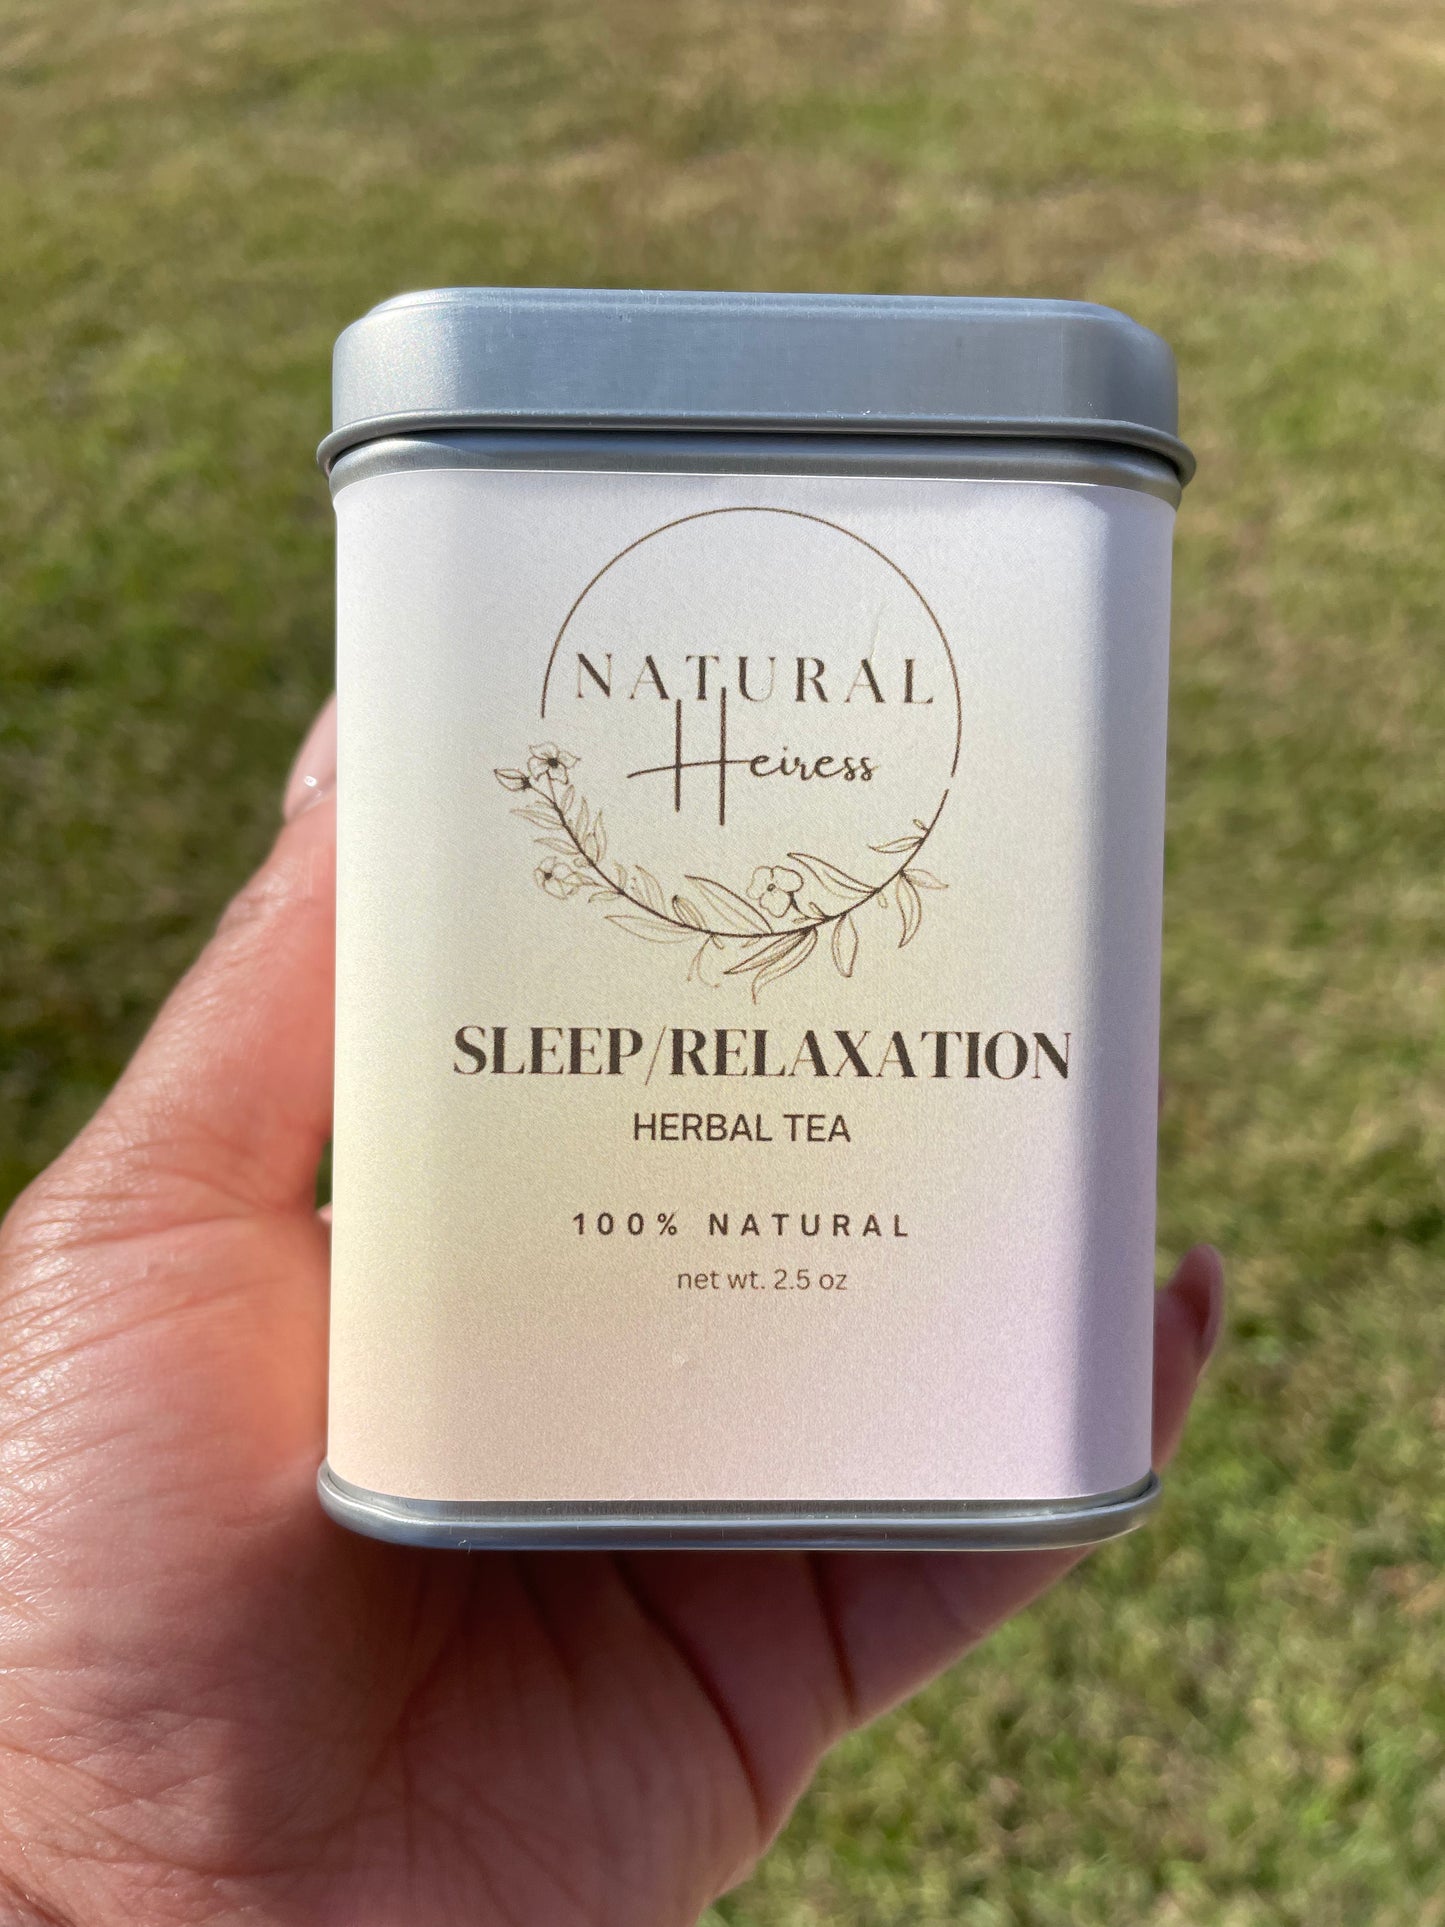 NATURAL
Heiress
SLEEP/RELAXATION
HERBAL TEA
100% NATURAL
net wt. 2.5 oz